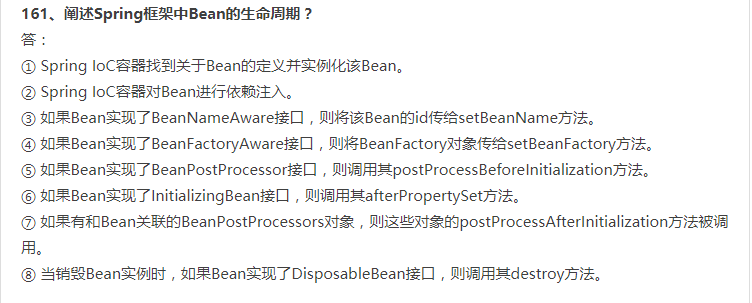 161、阐述Spring框架中Bean的生命周期？
答：
① Spring IoC容器找到关于Bean的定义并实例化该Bean。
② Spring IoC容器对Bean进行依赖注入。
③ 如果Bean实现了BeanNameAware接口，则将该Bean的id传给setBeanName方法。
④ 如果Bean实现了BeanFactoryAware接口，则将BeanFactory对象传给setBeanFactory方法。
⑤ 如果Bean实现了BeanPostProcessor接口，则调用其postProcessBeforeInitialization方法。
⑥ 如果Bean实现了InitializingBean接口，则调用其afterPropertySet方法。
⑦ 如果有和Bean关联的BeanPostProcessors对象，则这些对象的postProcessAfterInitialization方法被调
用。
⑧ 当销毁Bean实例时，如果Bean实现了DisposableBean接口，则调用其destroy方法。